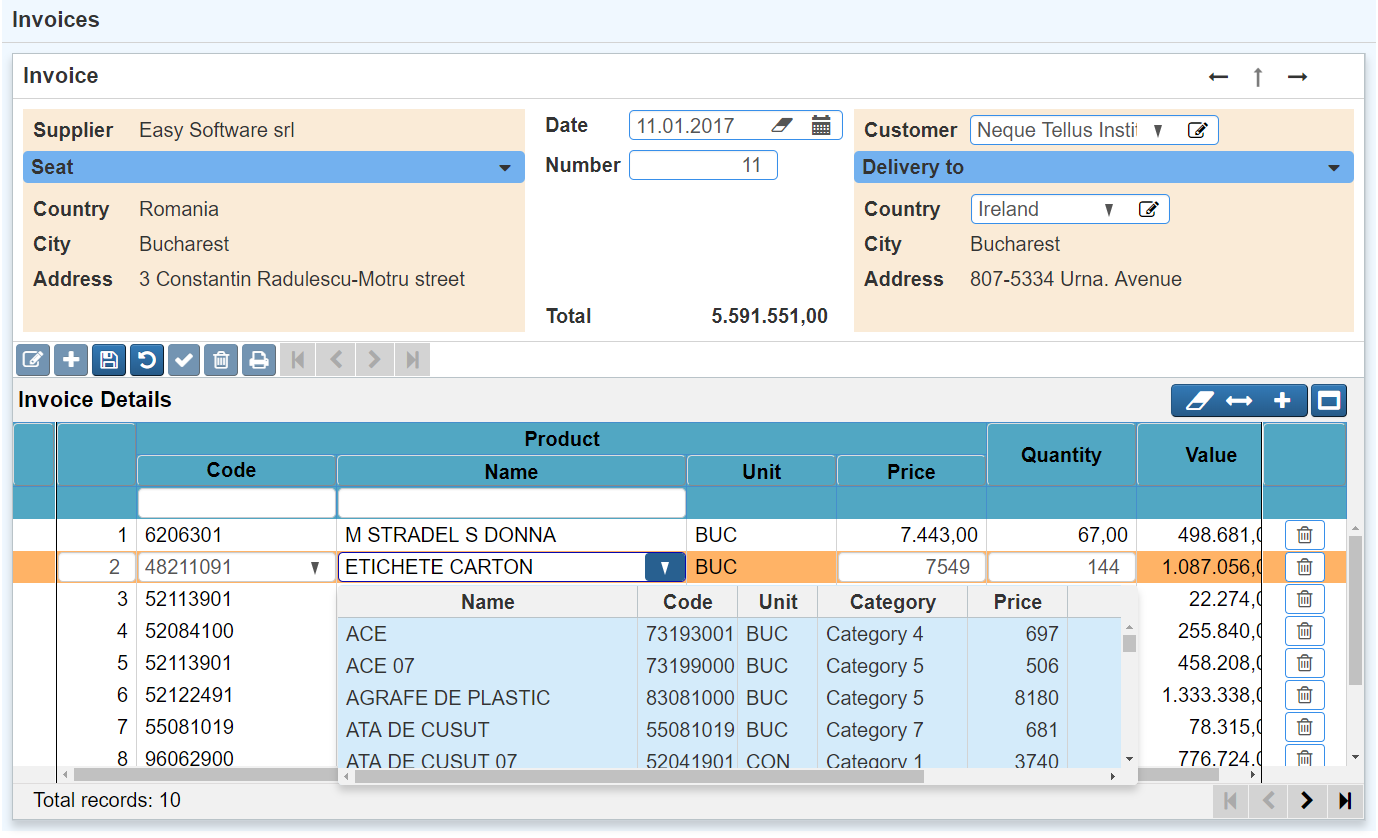 Invoices
Invoice
Supplier Easy Software srl
Seat
Country Romania
City Bucharest
Address 3 Constantin Radulescu-Motru street
Date 11.01.2017
Number 11
Total 5.591.551,00
Customer Neque Tellus Instit
Delivery to
Country Ireland
City Bucharest
Address 807-5334 Urna. Avenue
Invoice Details
Product
Code Name Unit Price Quantity Value
1 6206301 M STRADEL S DONNA BUC 7.443,00 67,00 498.681,0
2 48211091 ETICHETE CARTON BUC 7549 144 1.087.056,0
3 52113901 22.274,0
4 52084100 255.840,0
5 52113901 458.208,0
6 52122491 1.333.338,0
7 55081019 78.315,0
8 96062900 776.724,0
Name Code Unit Category Price
ACE 73193001 BUC Category 4 697
ACE 07 73199000 BUC Category 5 506
AGRAFE DE PLASTIC 83081000 BUC Category 5 8180
ATA DE CUSUT 55081019 BUC Category 7 681
ATA DE CUSUT 07 52041901 CON Category 1 3740
Total records: 10